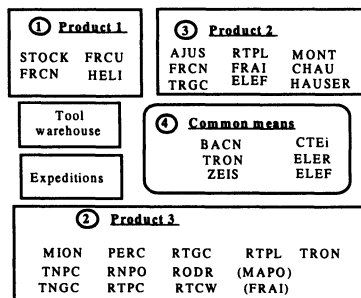 1 Product 1
STOCK FRCU
FRCN HELI
3 Product 2
AJUS RTPL MONT
FRCN FRAI CHAU
TRGC ELEF HAUSER
Tool
warehouse
Expeditions
4 Common means
BACN CTEi
TRON ELER
ZEIS ELEF
2 Product 3
MION PERC RTGC RTPL TRON
TNPC RNPO RODR (MAPO)
TNGC RTPC RTCW (FRAI)